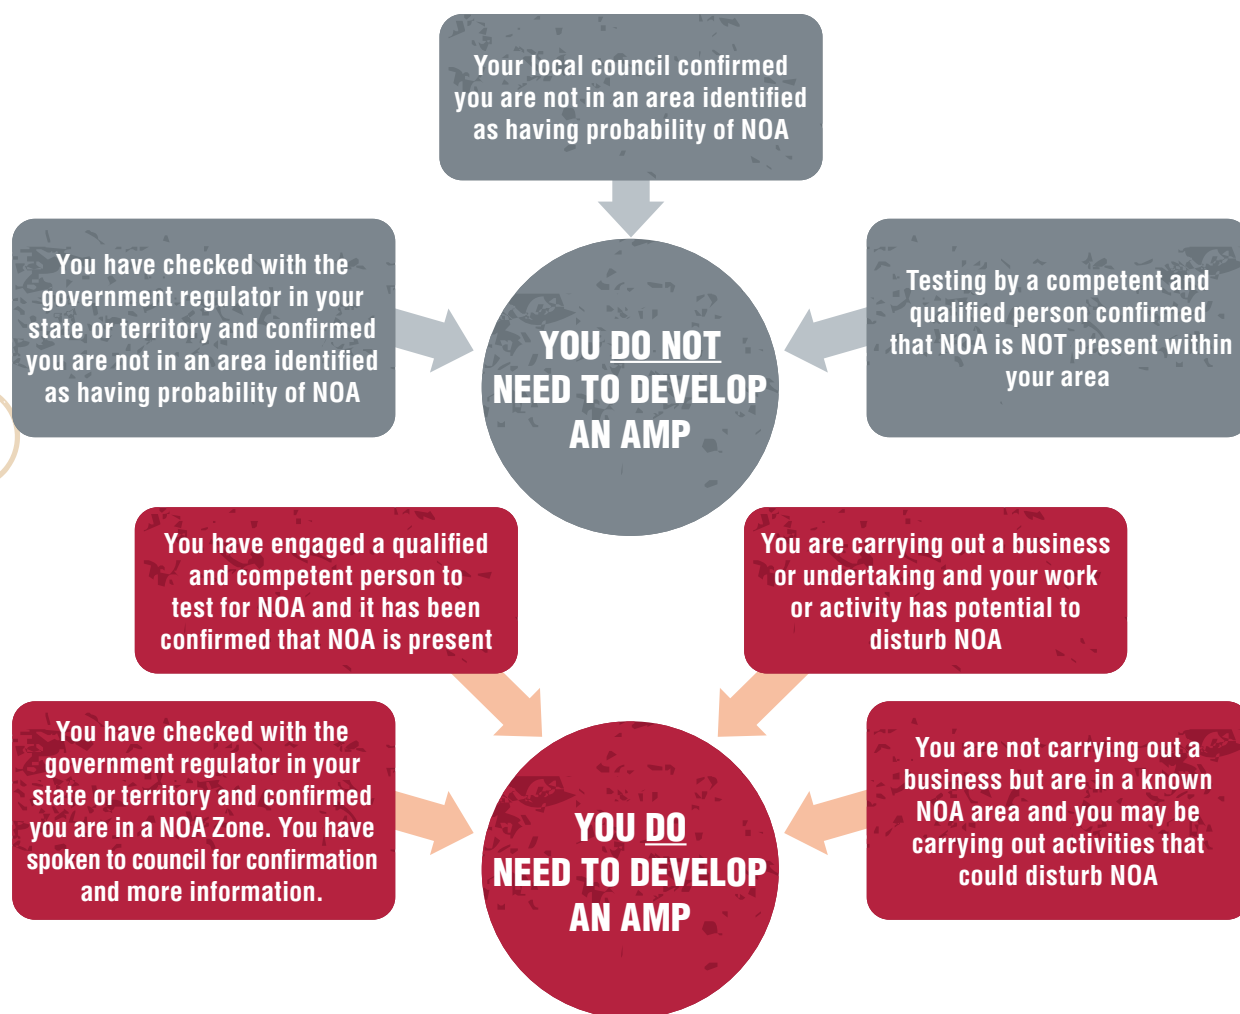 Your local council confirmed
you are not in an area identified
as having probability of NOA
You have checked with the
government regulator in your
state or territory and confirmed
you are not in an area identified
as having probability of NOA
YOU DO NOT
NEED TO DEVELOP
AN AMP
Testing by a competent and
qualified person confirmed
that NOA is NOT present within
your area
You have engaged a qualified
and competent person to
test for NOA and it has been
confirmed that NOA is present
You are carrying out a business
or undertaking and your work
or activity has potential to
disturb NOA
You have checked with the
government regulator in your
state or territory and confirmed
you are in a NOA Zone. You have
spoken to council for confirmation
and more information.
YOU DO
NEED TO DEVELOP
AN AMP
You are not carrying out a
business but are in a known
NOA area and you may be
carrying out activities that
could disturb NOA